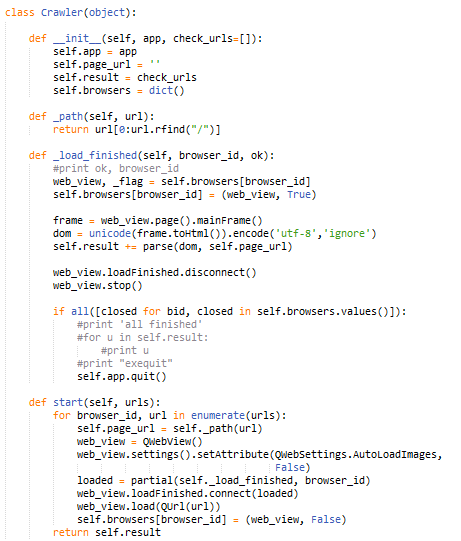 class Crawler(object):

    def __init__(self, app, check_urls=[]):
        self.app = app
        self.page_url = ''
        self.result = check_urls
        self.browsers = dict()

    def _path(self, url):
        return url[0:url.rfind("/")]

    def _load_finished(self, browser_id, ok):
        #print ok, browser_id
        web_view, _flag = self.browsers[browser_id]
        self.browsers[browser_id] = (web_view, True)

        frame = web_view.page().mainFrame()
        dom = unicode(frame.toHtml()).encode('utf-8','ignore')
        self.result += parse(dom, self.page_url)

        web_view.loadFinished.disconnect()
        web_view.stop()

        if all([closed for bid, closed in self.browsers.values()]):
            #print 'all finished'
            #for u in self.result:
                #print u
            #print "exequit"
            self.app.quit()

    def start(self, urls):
        for browser_id, url in enumerate(urls):
            self.page_url = self._path(url)
            web_view = QWebView()
            web_view.settings().setAttribute(QWebSettings.AutoLoadImages,
                                             False)
            loaded = partial(self._load_finished, browser_id)
            web_view.loadFinished.connect(loaded)
            web_view.load(QUrl(url))
            self.browsers[browser_id] = (web_view, False)
        return self.result